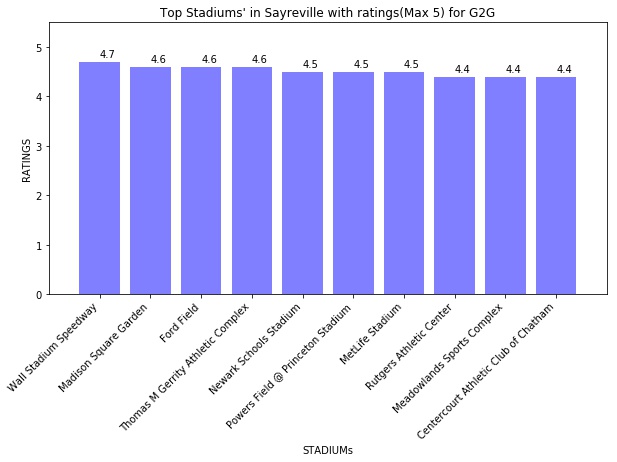 Top Stadiums' in Sayreville with ratings(Max 5) for G2G
RATINGS
5
4
3
2
1
0
4.7
4.6
4.6
4.6
4.5
4.5
4.5
4.4
4.4
4.4
Wall Stadium Speedway
Madison Square Garden
Ford Field
Thomas M Gerrity Athletic Complex
Newark Schools Stadium
Powers Field @ Princeton Stadium
MetLife Stadium
Rutgers Athletic Center
Meadowlands Sports Complex
Centercourt Athletic Club of Chatham
STADIUMs